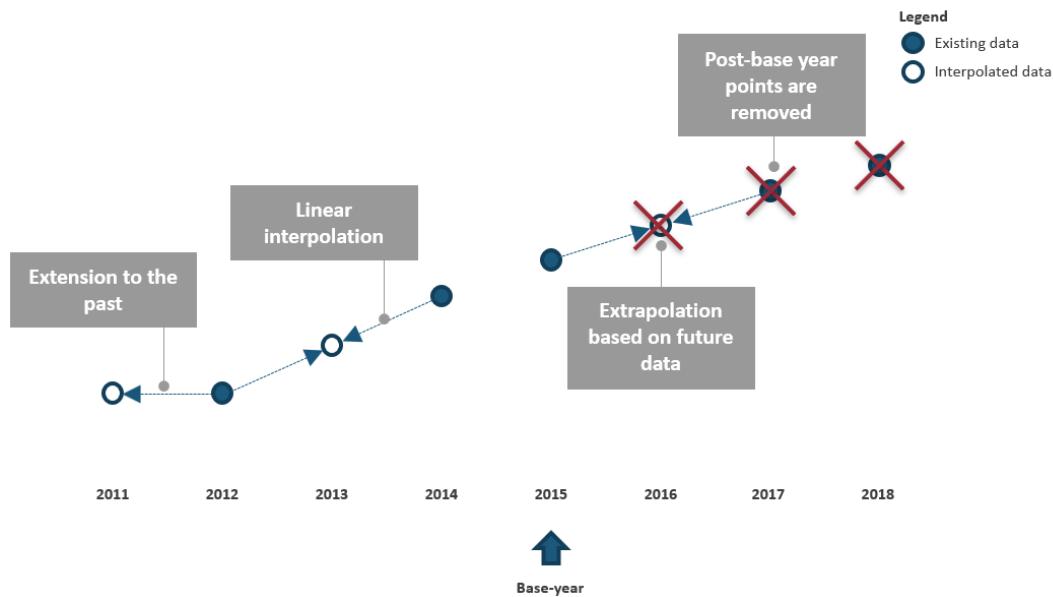 Legend
Existing data
Interpolated data
Post-base year
points are
removed
Linear
interpolation
Extension to the
past
Extrapolation
based on future
data
2011
2012
2013
2014
2015
2016
2017
2018
Base-year